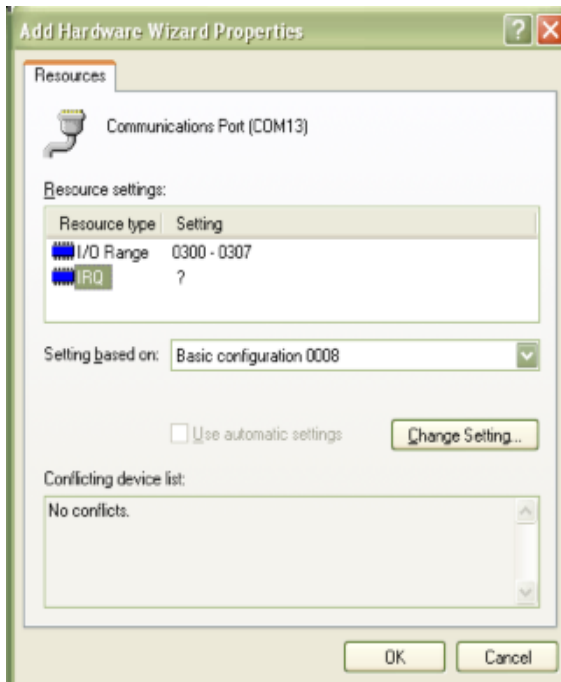 Add Hardware Wizard Properties
Resources
Communications Port (COM13)
Resource settings:
Resource type Setting
I/O Range 0300 - 0307
IRQ ?
Setting based on: Basic configuration 0008
Use automatic settings Change Setting...
Conflicting device list:
No conflicts.
OK Cancel